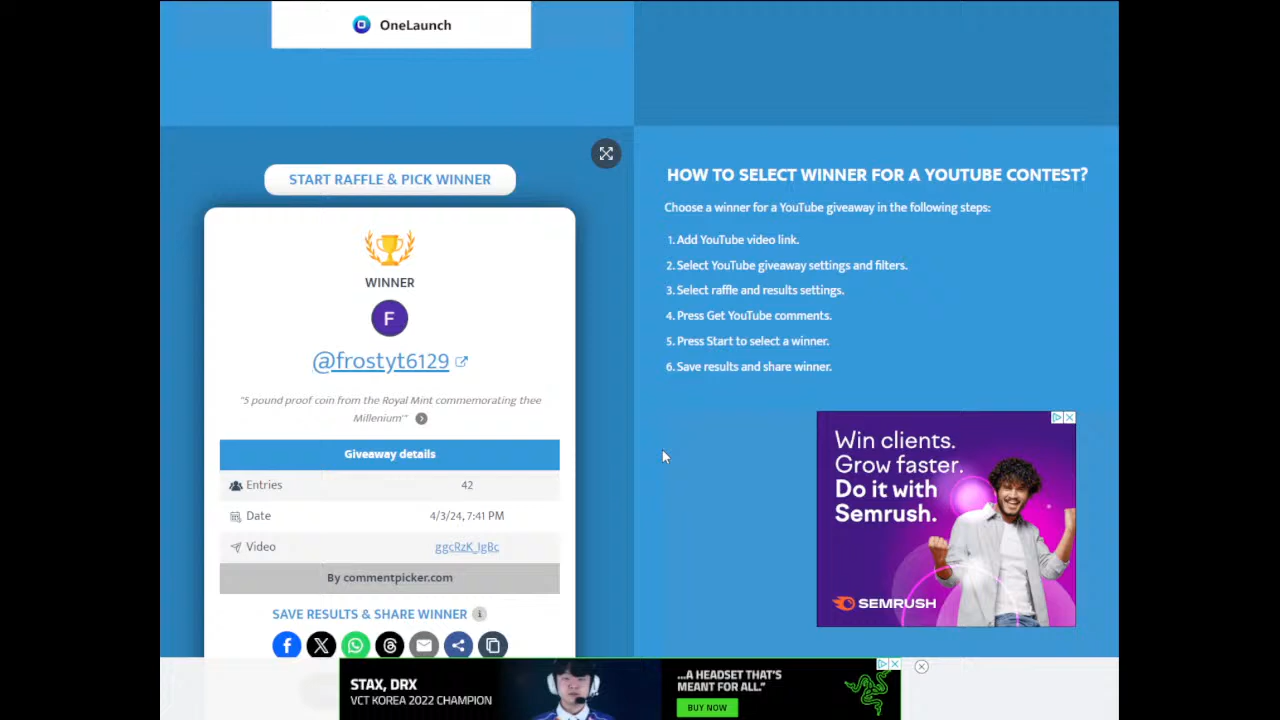 OneLaunch
START RAFFLE & PICK WINNER
WINNER
F
@frostyt6129
"5 pound proof coin from the Royal Mint commemorating thee
Millenium'"
Giveaway details
Entries 42
Date 4/3/24, 7:41 PM
Video ggcRzK_IgBc
By commentpicker.com
SAVE RESULTS & SHARE WINNER
HOW TO SELECT WINNER FOR A YOUTUBE CONTEST?
Choose a winner for a YouTube giveaway in the following steps:
1. Add YouTube video link.
2. Select YouTube giveaway settings and filters.
3. Select raffle and results settings.
4. Press Get YouTube comments.
5. Press Start to select a winner.
6. Save results and share winner.
Win clients.
Grow faster.
Do it with
Semrush.
SEMRUSH
STAX, DRX
VCT KOREA 2022 CHAMPION
...A HEADSET THAT'S
MEANT FOR ALL."
BUY NOW